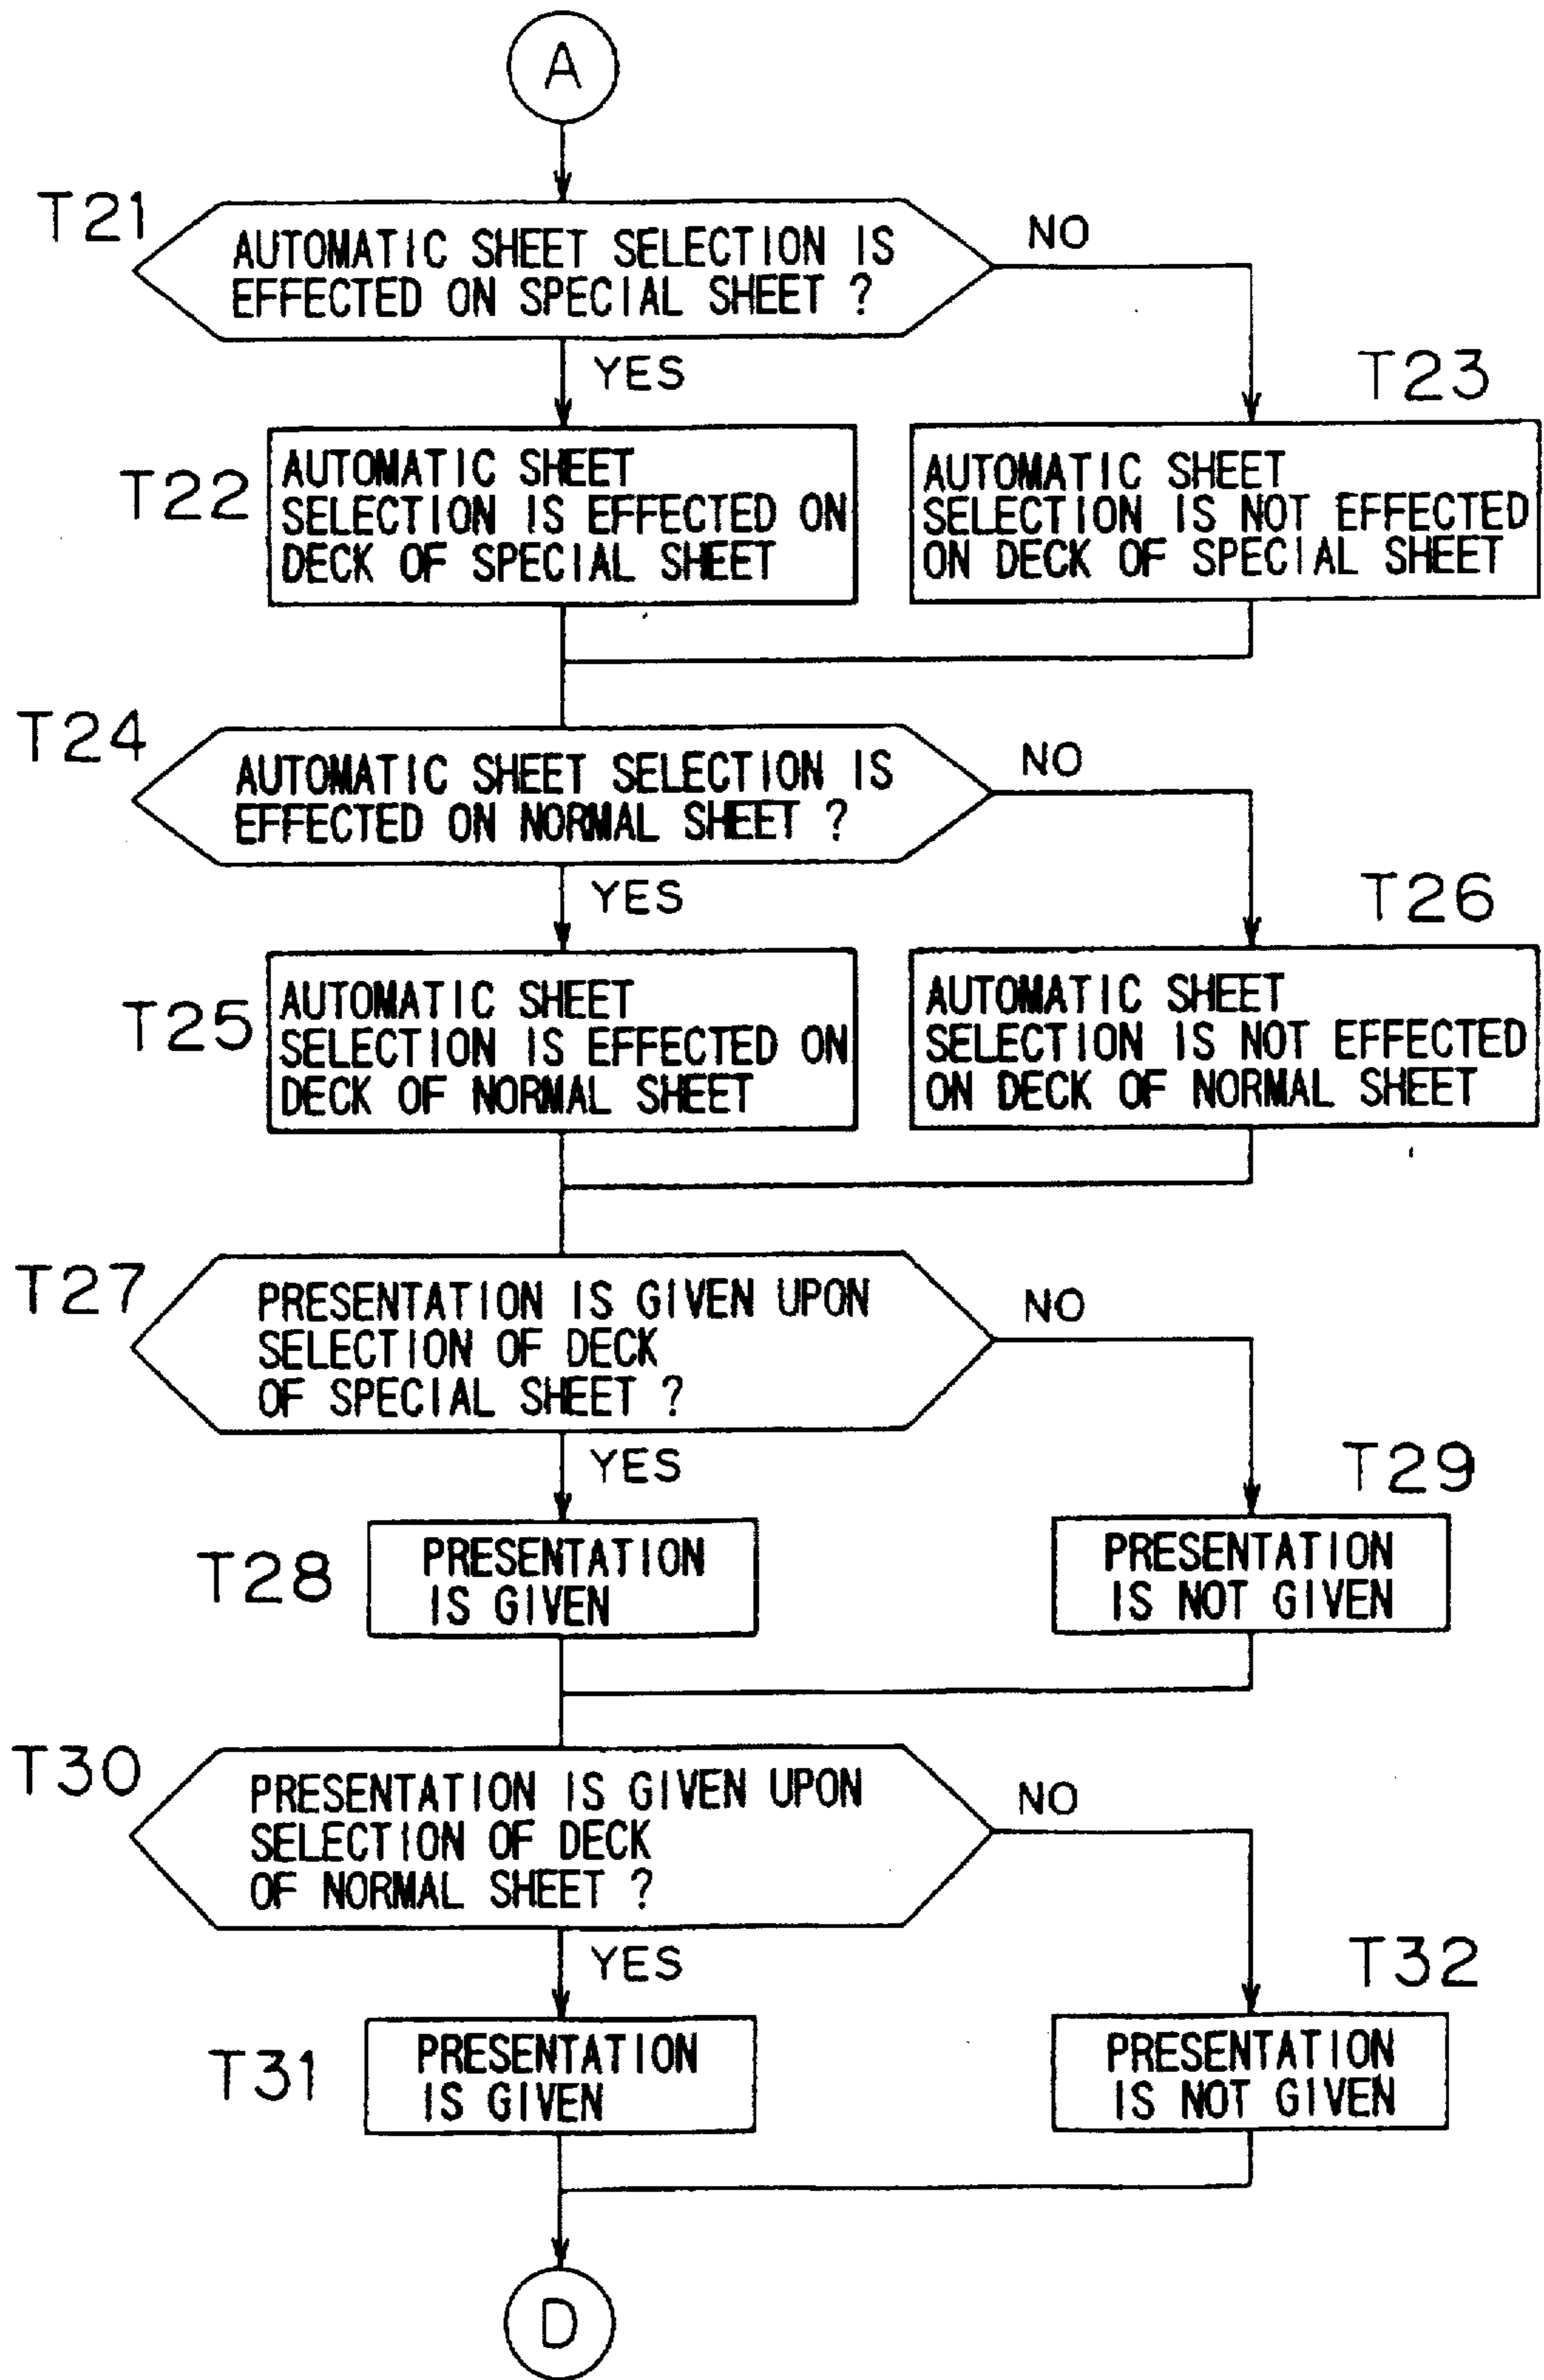 A
T21
AUTOMATIC SHEET SELECTION IS
EFFECTED ON SPECIAL SHEET ?
NO
YES
T22
AUTOMATIC SHEET
SELECTION IS EFFECTED ON
DECK OF SPECIAL SHEET
T23
AUTOMATIC SHEET
SELECTION IS NOT EFFECTED
ON DECK OF SPECIAL SHEET
T24
AUTOMATIC SHEET SELECTION IS
EFFECTED ON NORMAL SHEET ?
NO
YES
T25
AUTOMATIC SHEET
SELECTION IS EFFECTED ON
DECK OF NORMAL SHEET
T26
AUTOMATIC SHEET
SELECTION IS NOT EFFECTED
ON DECK OF NORMAL SHEET
T27
PRESENTATION IS GIVEN UPON
SELECTION OF DECK
OF SPECIAL SHEET ?
NO
YES
T28
PRESENTATION
IS GIVEN
T29
PRESENTATION
IS NOT GIVEN
T30
PRESENTATION IS GIVEN UPON
SELECTION OF DECK
OF NORMAL SHEET ?
NO
YES
T31
PRESENTATION
IS GIVEN
T32
PRESENTATION
IS NOT GIVEN
D